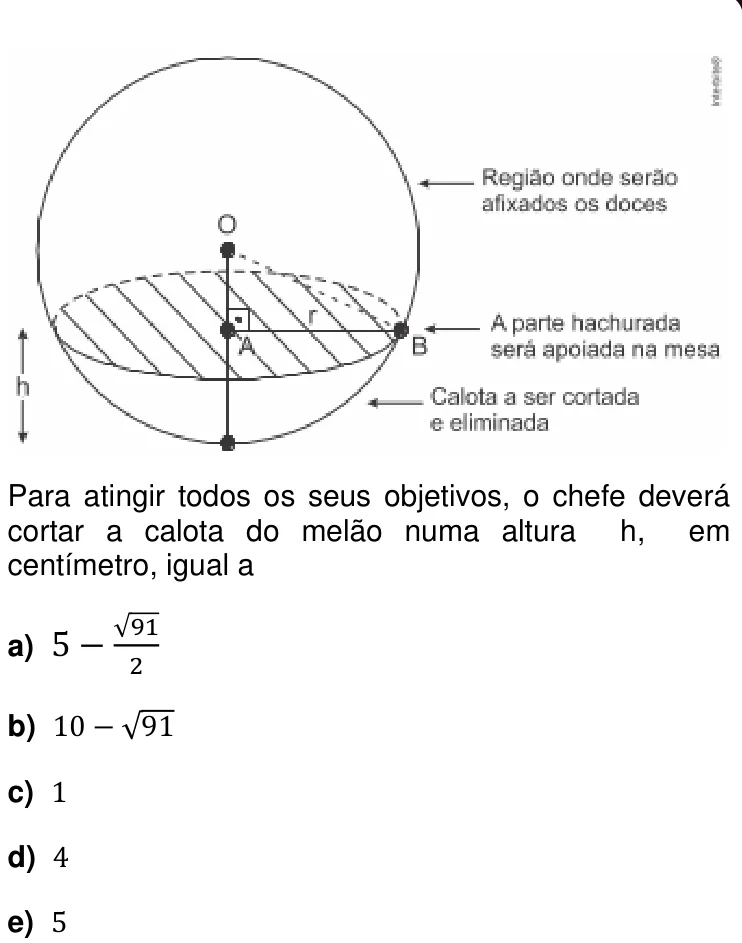 O
Região onde serão
afixados os doces
r
A
B
A parte hachurada
será apoiada na mesa
h
Calota a ser cortada
e eliminada
Para atingir todos os seus objetivos, o chefe deverá
cortar a calota do melão numa altura h, em
centímetro, igual a
a) 5 − √91/2
b) 10 − √91
c) 1
d) 4
e) 5